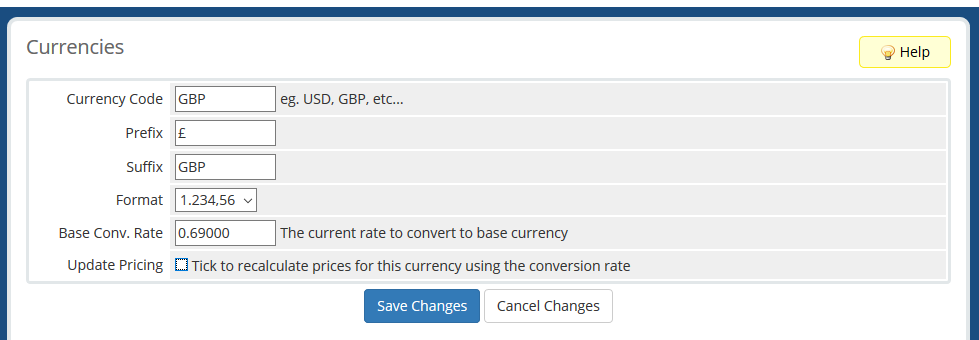 Currencies
Help
Currency Code GBP eg. USD, GBP, etc...
Prefix £
Suffix GBP
Format 1.234,56
Base Conv. Rate 0.69000 The current rate to convert to base currency
Update Pricing Tick to recalculate prices for this currency using the conversion rate
Save Changes Cancel Changes